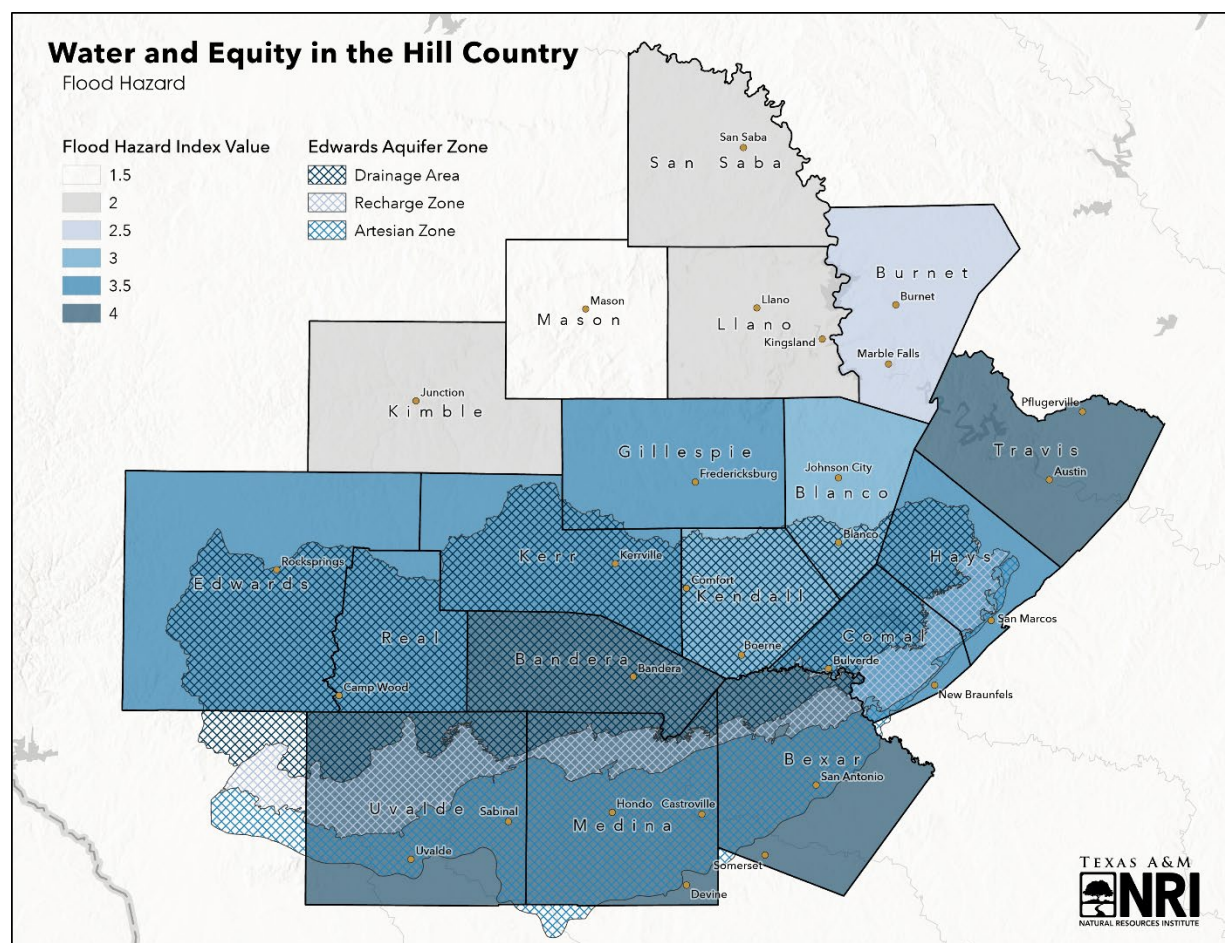 Water and Equity in the Hill Country
Flood Hazard
Flood Hazard Index Value
1.5
2
2.5
3
3.5
4
Edwards Aquifer Zone
Drainage Area
Recharge Zone
Artesian Zone
San Saba
San Saba
Burnet
Burnet
Mason
Mason
Llano
Llano
Kingsland
Marble Falls
Junction
Kimble
Pflugerville
Travis
Austin
Gillespie
Fredericksburg
Johnson City
Blanco
Blanco
Kerr
Kerrville
Hays
Rocksprings
Edwards
Comfort
Kendall
San Marcos
Real
Comal
Boerne
Bulverde
Bandera
Bandera
Camp Wood
New Braunfels
Bexar
San Antonio
Uvalde
Sabinal
Hondo
Castroville
Medina
Uvalde
Somerset
Devine
TEXAS A&M
NRI
NATURAL RESOURCES INSTITUTE